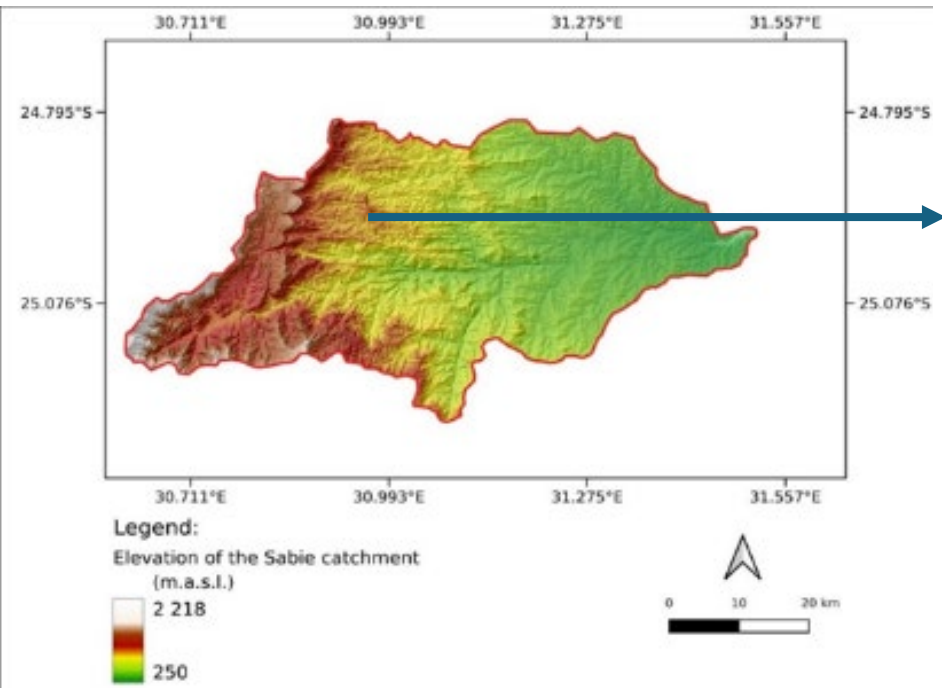 30.711°E 30.993°E 31.275°E 31.557°E
24.795°S 24.795°S
25.076°S 25.076°S
30.711°E 30.993°E 31.275°E 31.557°E
Legend:
Elevation of the Sabie catchment
(m.a.s.l.)
2 218
250
0 10 20 km